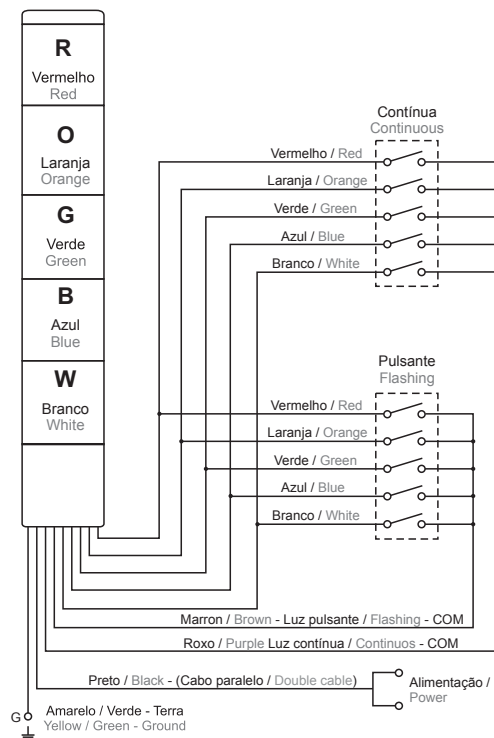 R
Vermelho
Red
O
Laranja
Orange
G
Verde
Green
B
Azul
Blue
W
Branco
White
Contínua
Continuous
Vermelho / Red
Laranja / Orange
Verde / Green
Azul / Blue
Branco / White
Pulsante
Flashing
Vermelho / Red
Laranja / Orange
Verde / Green
Azul / Blue
Branco / White
Marron / Brown - Luz pulsante / Flashing - COM
Roxo / Purple Luz contínua / Continuos - COM
Preto / Black - (Cabo paralelo / Double cable)
Alimentação /
Power
G
Amarelo / Verde - Terra
Yellow / Green - Ground